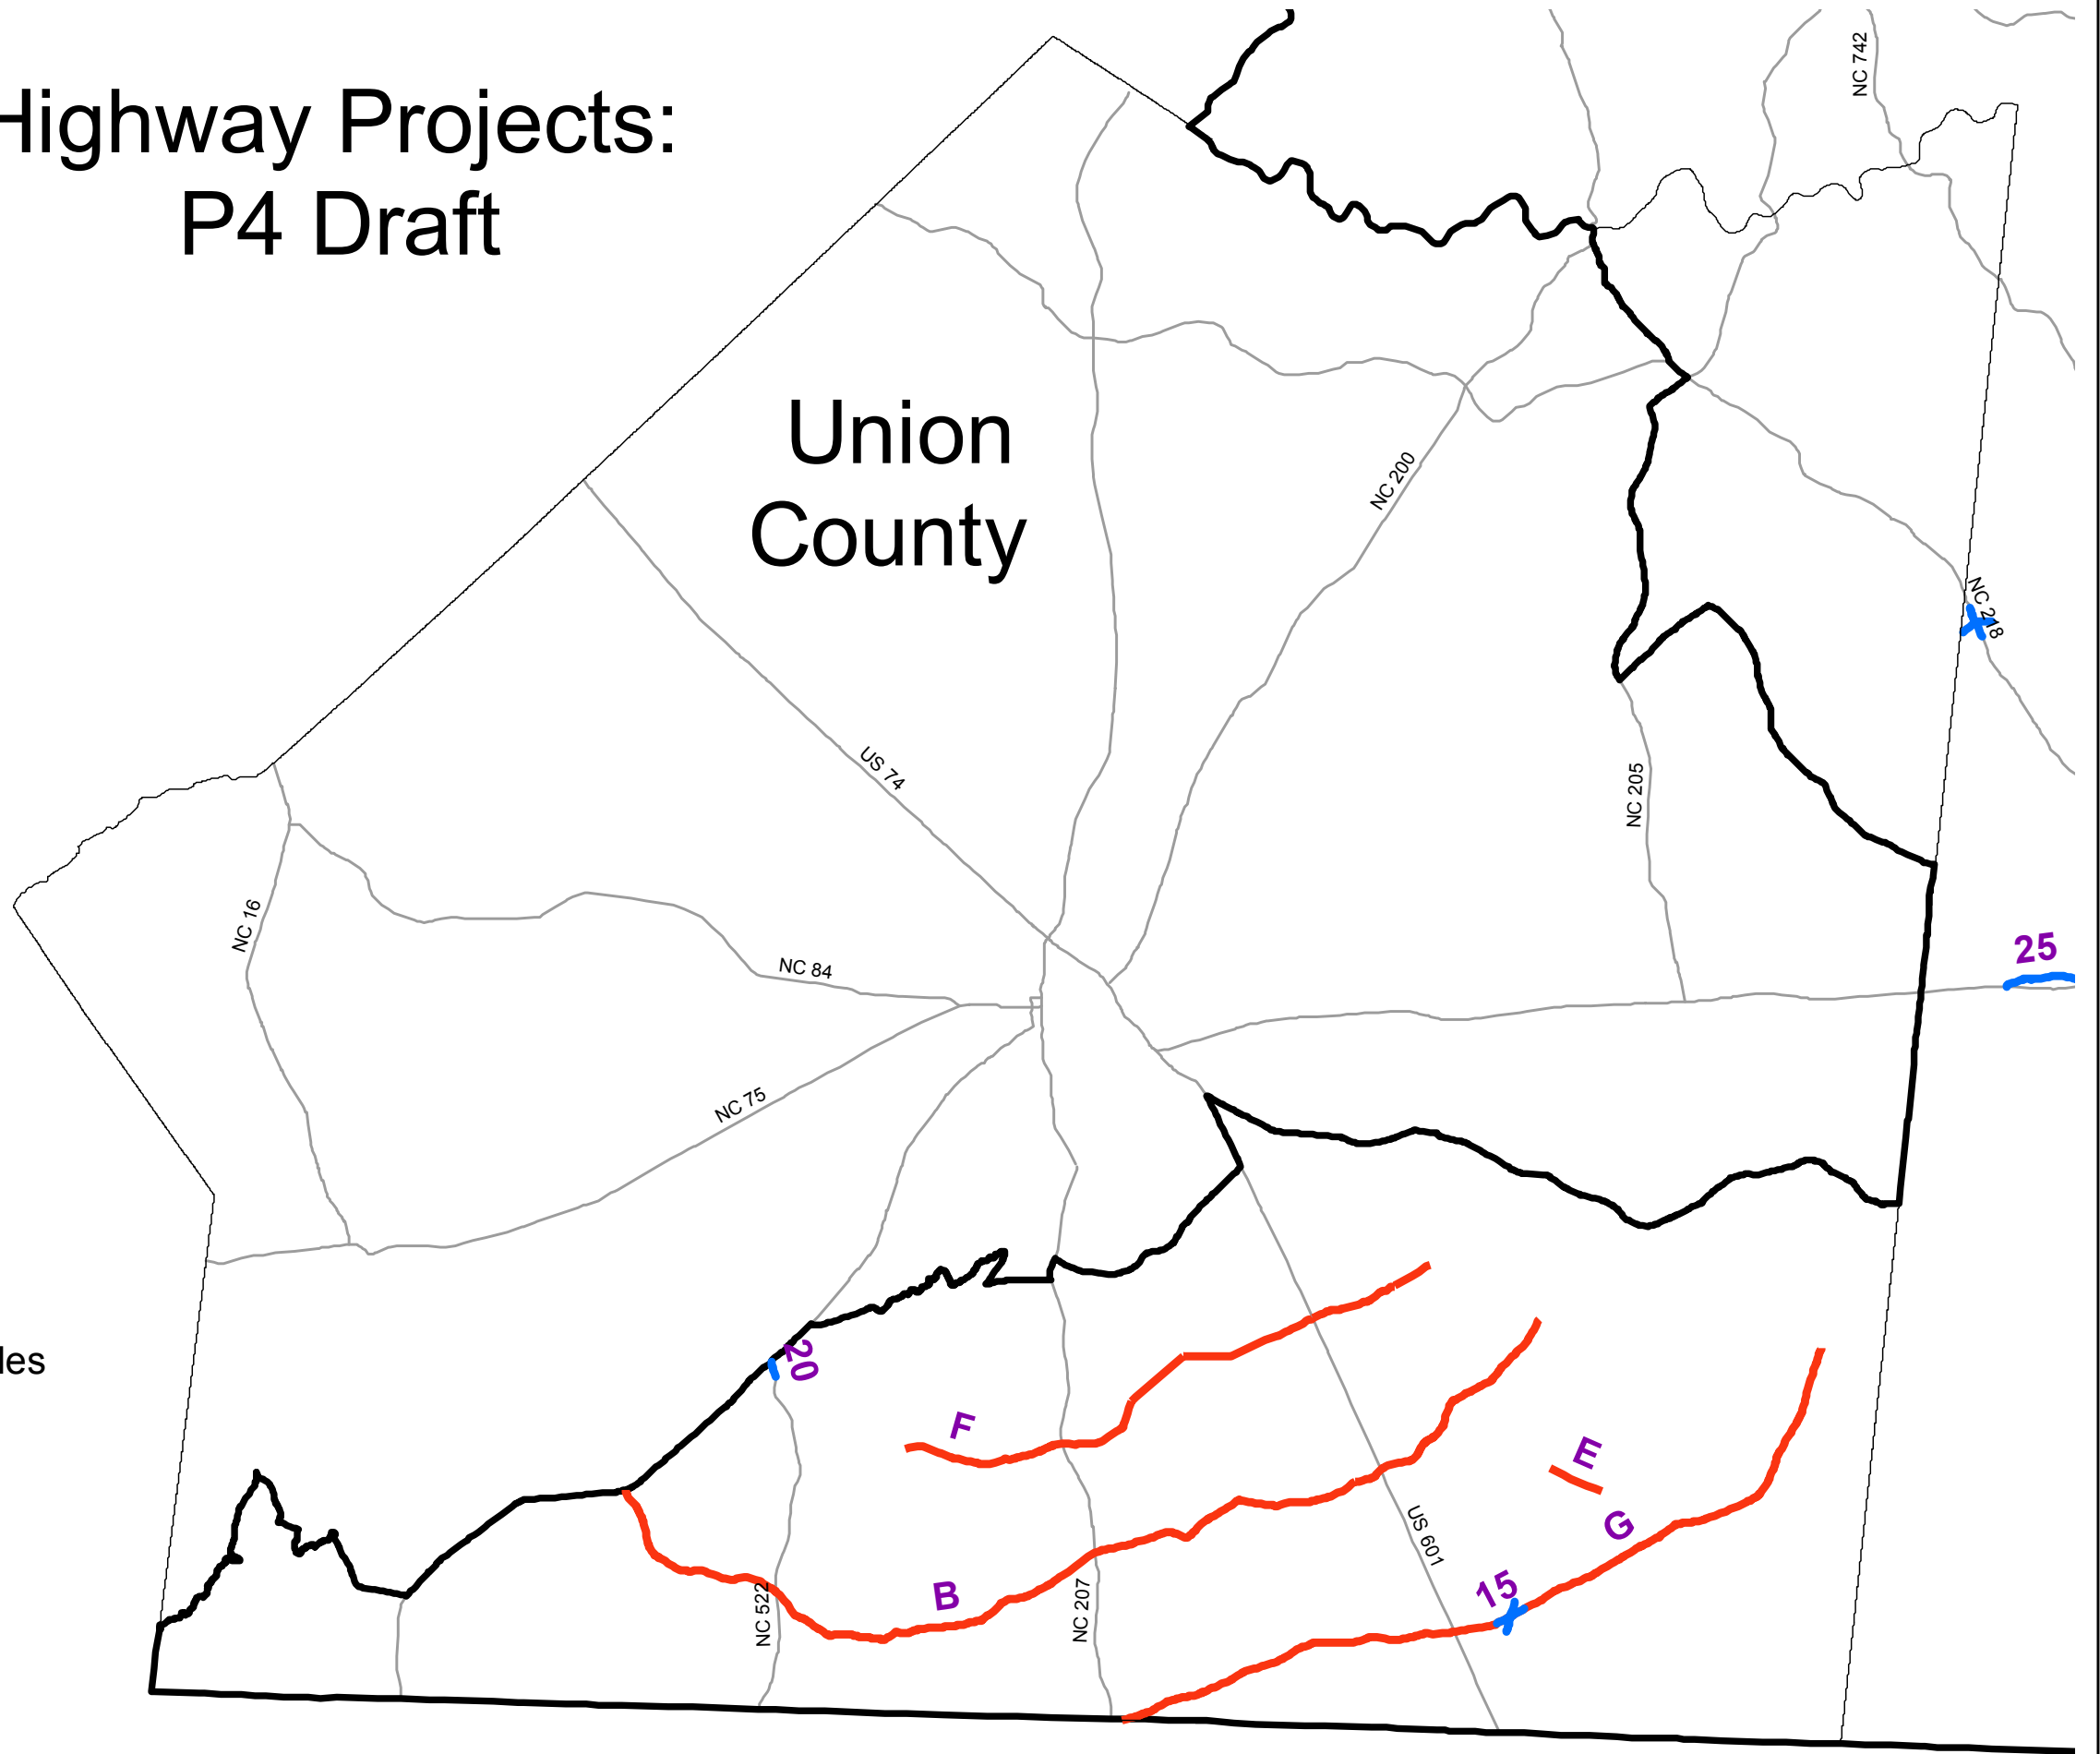 Highway Projects:
P4 Draft
NC 742
Union
County
NC 200
NC 218
US 74
NC 205
NC 16
25
NC 84
NC 75
les
20
F
E
G
US 601
15
B
NC 522
NC 207